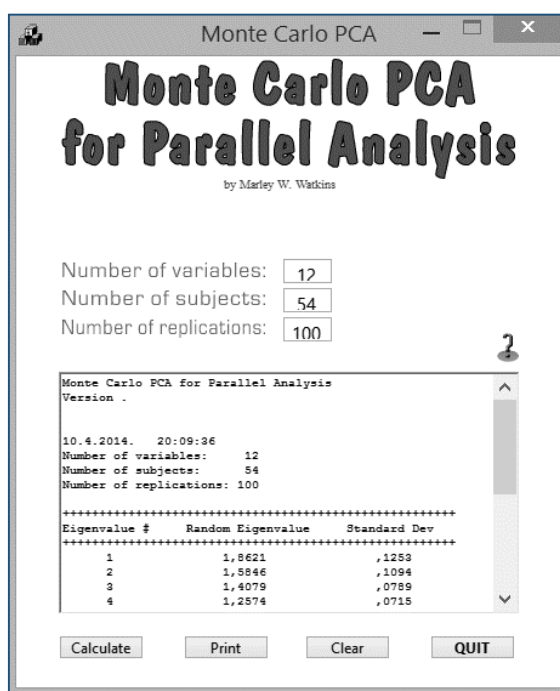 Monte Carlo PCA
Monte Carlo PCA
for Parallel Analysis
by Marley W. Watkins
Number of variables: 12
Number of subjects: 54
Number of replications: 100
Monte Carlo PCA for Parallel Analysis
Version .
10.4.2014. 20:09:36
Number of variables: 12
Number of subjects: 54
Number of replications: 100
++++++++++++++++++++++++++++++++++++++++++++++++++++++
Eigenvalue # Random Eigenvalue Standard Dev
++++++++++++++++++++++++++++++++++++++++++++++++++++++
1 1,8621 ,1253
2 1,5846 ,1094
3 1,4079 ,0789
4 1,2574 ,0715
Calculate Print Clear QUIT